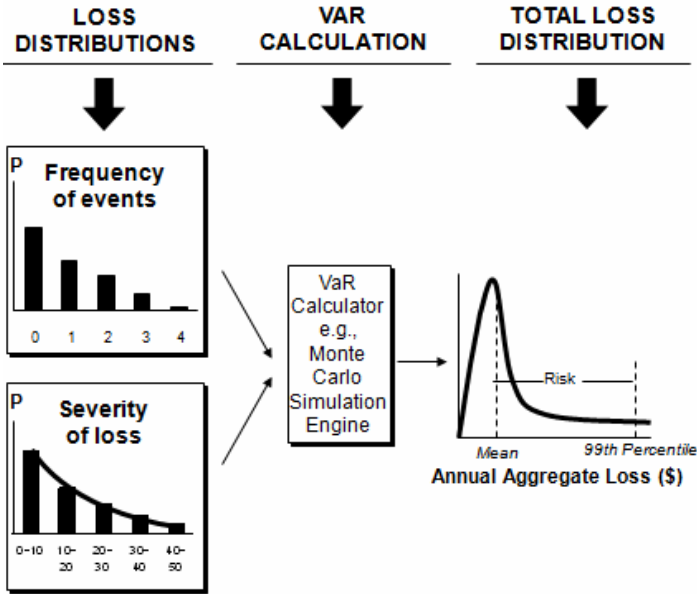 LOSS
DISTRIBUTIONS
VAR
CALCULATION
TOTAL LOSS
DISTRIBUTION
P
Frequency
of events
0 1 2 3 4
P
Severity
of loss
0-10 10-20 20-30 30-40 40-50
VaR
Calculator
e.g.,
Monte
Carlo
Simulation
Engine
Risk
Mean
99th Percentile
Annual Aggregate Loss ($)